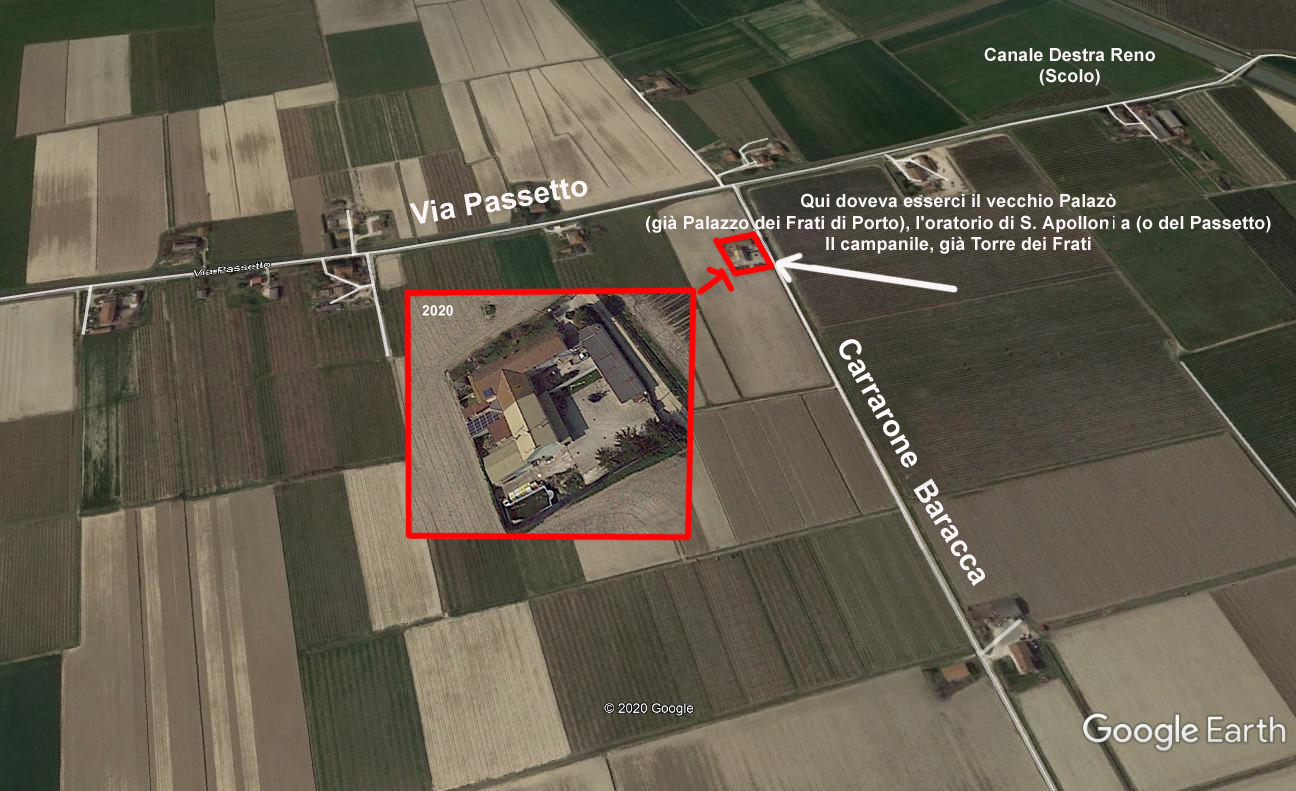 Canale Destra Reno
(Scolo)
Via Passetto
Qui doveva esserci il vecchio Palazò
(già Palazzo dei Frati di Porto), l'oratorio di S. Apolloni a (o del Passetto)
Il campanile, già Torre dei Frati
Via Passetto
2020
Carrarone Baracca
© 2020 Google
Google Earth